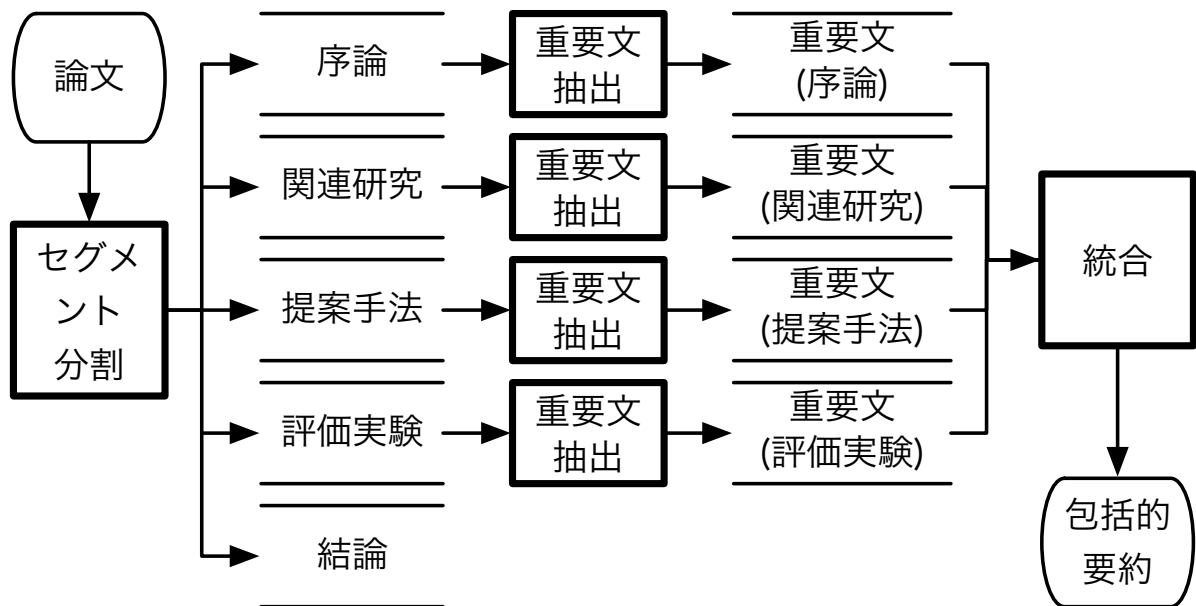 論文
セグメ
ント
分割
序論
重要文
抽出
重要文
(序論)
関連研究
重要文
抽出
重要文
(関連研究)
提案手法
重要文
抽出
重要文
(提案手法)
評価実験
重要文
抽出
重要文
(評価実験)
結論
統合
包括的
要約